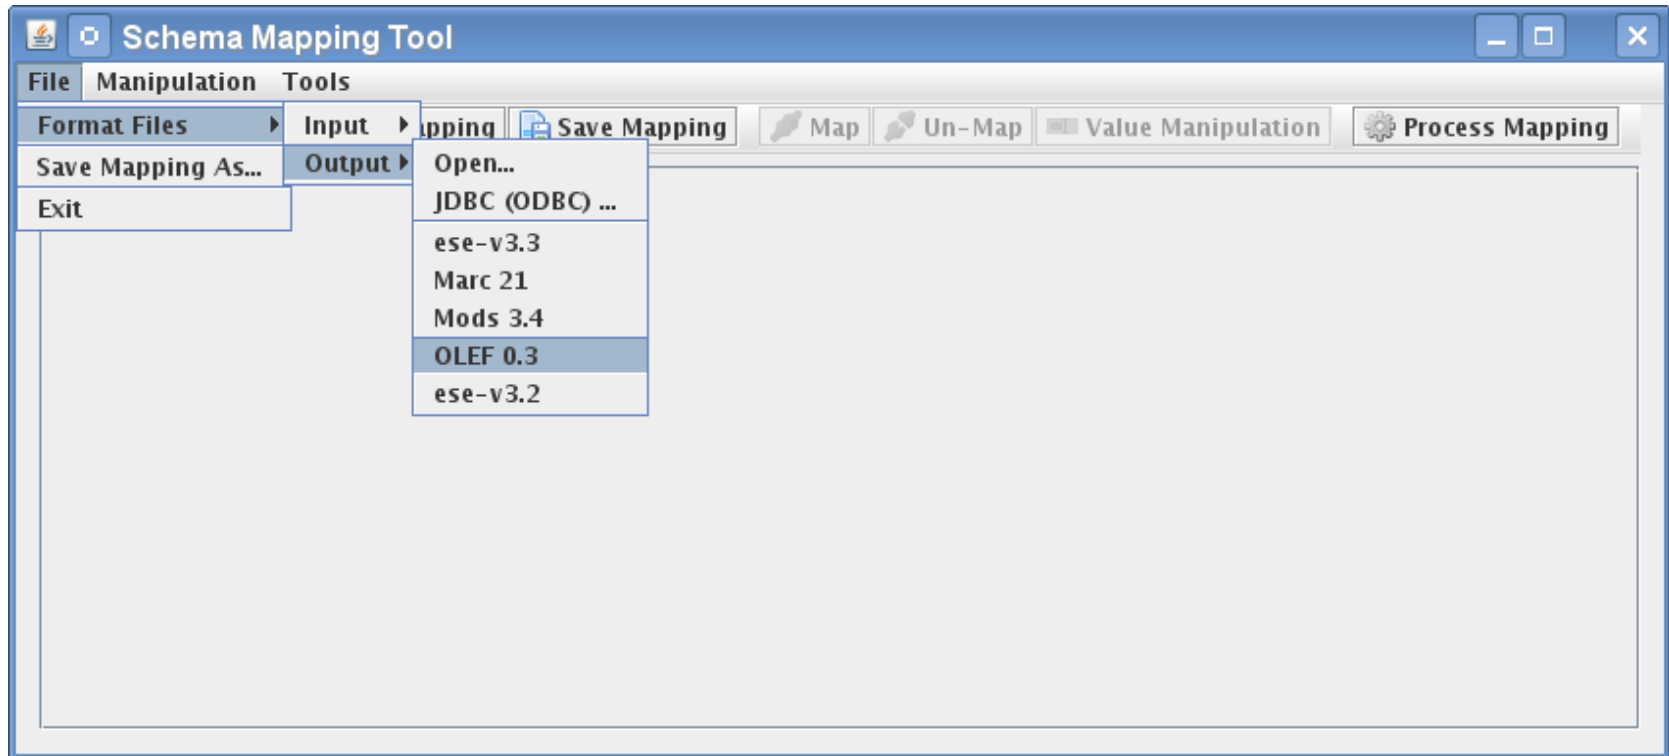 Schema Mapping Tool
File Manipulation Tools
Format Files Input pping Save Mapping Map Un-Map Value Manipulation Process Mapping
Save Mapping As... Output Open...
JDBC (ODBC) ...
Exit
ese-v3.3
Marc 21
Mods 3.4
OLEF 0.3
ese-v3.2